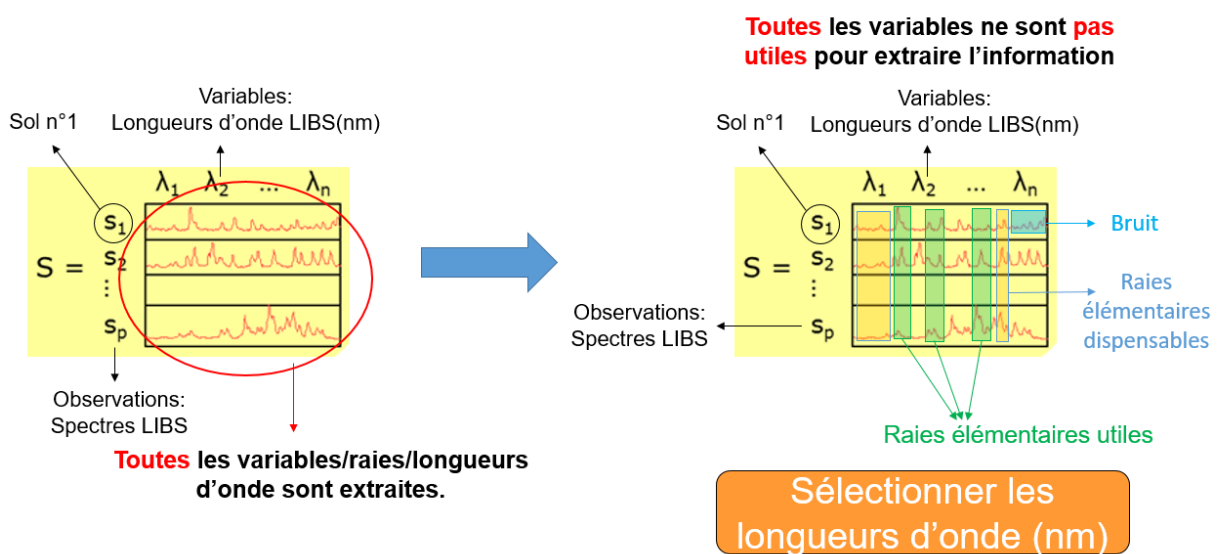 Variables:
Longueurs d'onde LIBS(nm)
Sol n°1
λ1 λ2 ... λn
S =
s1
s2
⋮
sp
Observations:
Spectres LIBS
Toutes les variables/raies/longueurs
d'onde sont extraites.
Toutes les variables ne sont pas
utiles pour extraire l'information
Variables:
Longueurs d'onde LIBS(nm)
Sol n°1
λ1 λ2 ... λn
S =
s1
s2
⋮
sp
Bruit
Raies
élémentaires
dispensables
Observations:
Spectres LIBS
Raies élémentaires utiles
Sélectionner les
longueurs d'onde (nm)